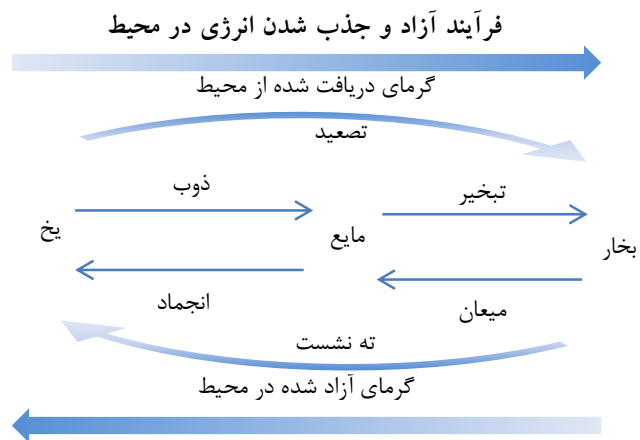 فرآیند آزاد و جذب شدن انرژی در محیط
گرمای دریافت شده از محیط
تصعید
ذوب
تبخیر
یخ
مایع
بخار
انجماد
میعان
ته نشست
گرمای آزاد شده در محیط